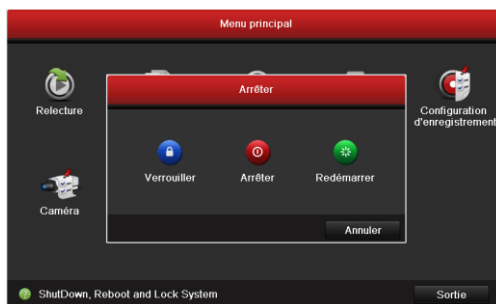 Menu principal
Relecture
Configuration
d'enregistrement
Arrêter
Verrouiller
Arrêter
Redémarrer
Caméra
Annuler
ShutDown, Reboot and Lock System
Sortie